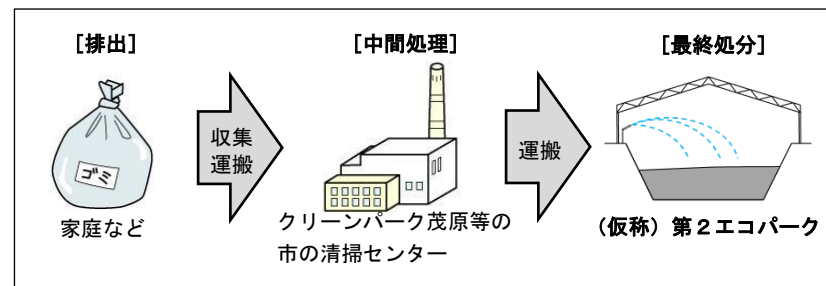 [排出]
[中間処理]
[最終処分]
収集
運搬
運搬
ゴミ
家庭など
クリーンパーク茂原等の
市の清掃センター
(仮称)第2エコパーク